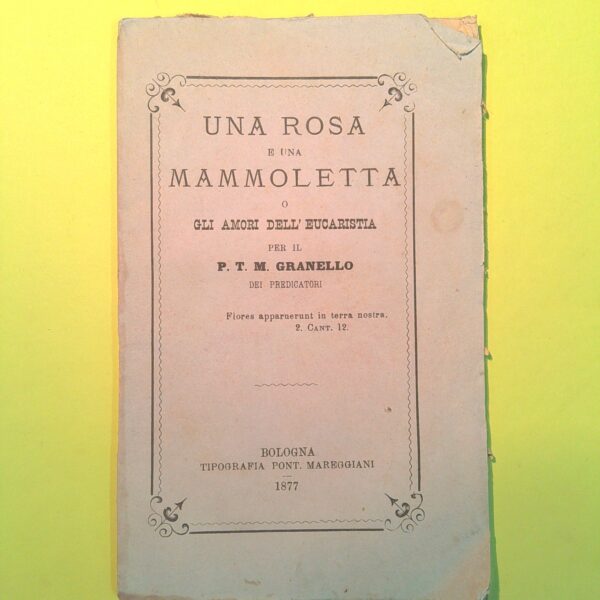 UNA ROSA
E UNA
MAMMOLETTA
O
GLI AMORI DELL' EUCARISTIA
PER IL
P. T. M. GRANELLO
DEI PREDICATORI
Flores apparuerunt in terra nostra.
2. CANT. 12.
BOLOGNA
TIPOGRAFIA PONT. MAREGGIANI
1877